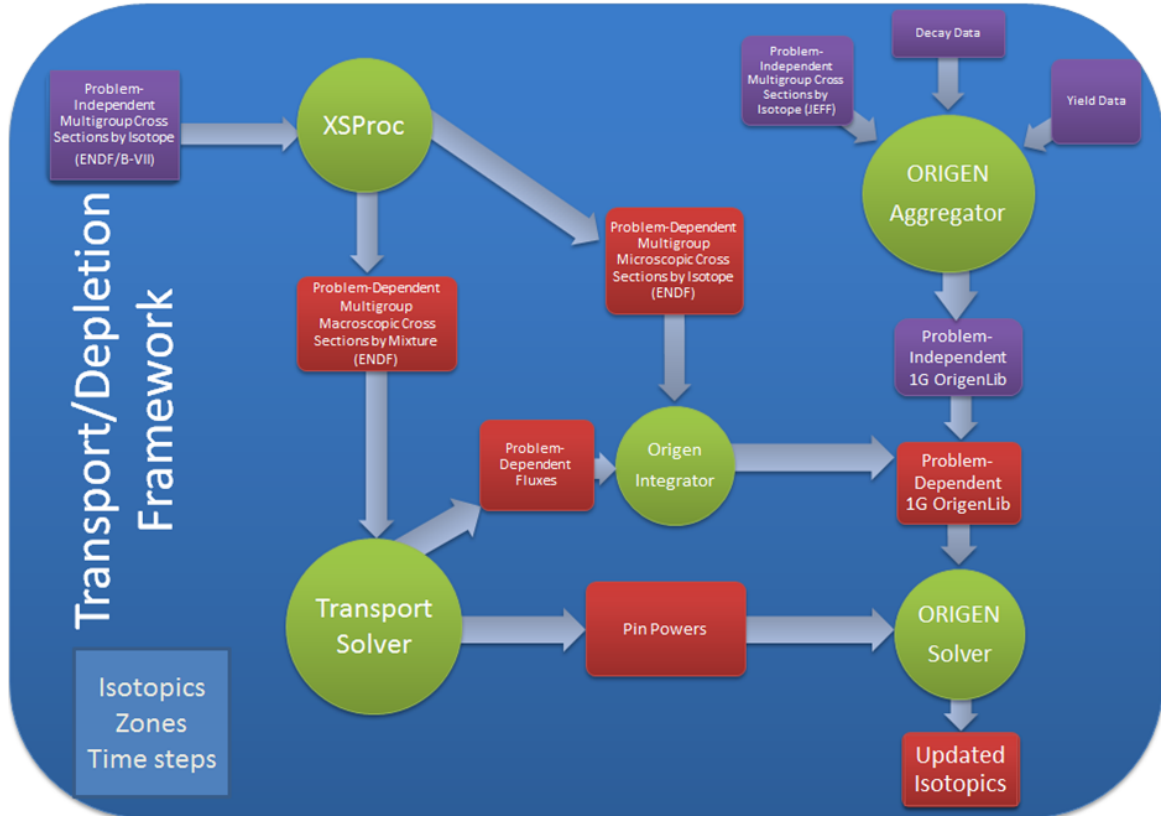 Decay Data
Problem-
Independent
Multigroup Cross
Sections by Isotope
(ENDF/B-VII)
XSProc
Problem-
Independent
Multigroup Cross
Sections by
Isotope (JEFF)
Yield Data
ORIGEN
Aggregator
Transport/Depletion
Framework
Problem-Dependent
Multigroup
Macroscopic Cross
Sections by Mixture
(ENDF)
Problem-Dependent
Multigroup
Microscopic Cross
Sections by Isotope
(ENDF)
Problem-
Independent
1G OrigenLib
Problem-
Dependent
Fluxes
Origen
Integrator
Problem-
Dependent
1G OrigenLib
Transport
Solver
Pin Powers
ORIGEN
Solver
Isotopics
Zones
Time steps
Updated
Isotopics